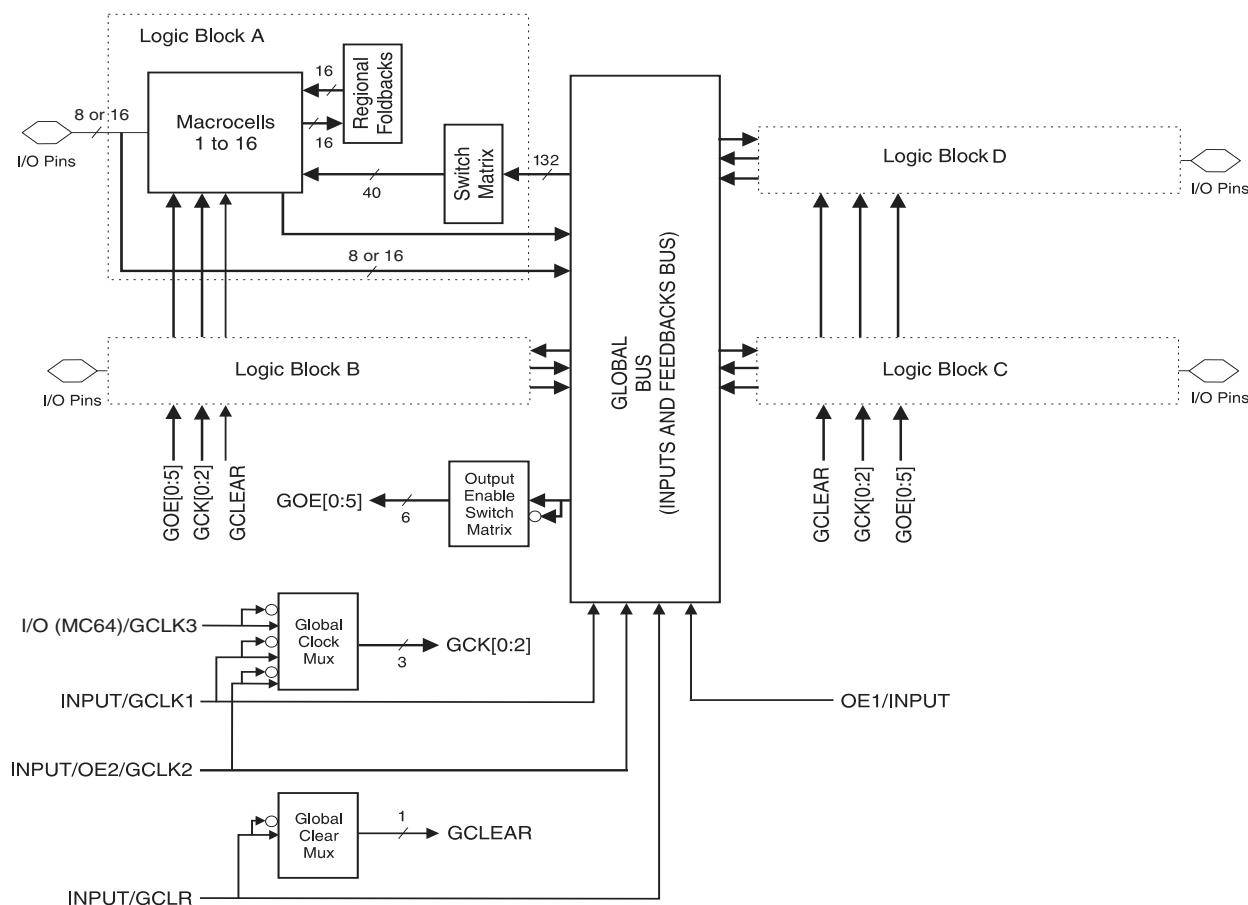 Logic Block A
16
Regional
Foldbacks
Macrocells
1 to 16
16
8 or 16
I/O Pins
Switch
Matrix
40
132
8 or 16
Logic Block D
I/O Pins
GLOBAL
BUS
(INPUTS AND FEEDBACKS BUS)
Logic Block B
I/O Pins
Logic Block C
I/O Pins
GOE[0:5]
GCK[0:2]
GCLEAR
GCLEAR
GCK[0:2]
GOE[0:5]
GOE[0:5]
6
Output
Enable
Switch
Matrix
I/O (MC64)/GCLK3
Global
Clock
Mux
3
GCK[0:2]
INPUT/GCLK1
OE1/INPUT
INPUT/OE2/GCLK2
Global
Clear
Mux
1
GCLEAR
INPUT/GCLR